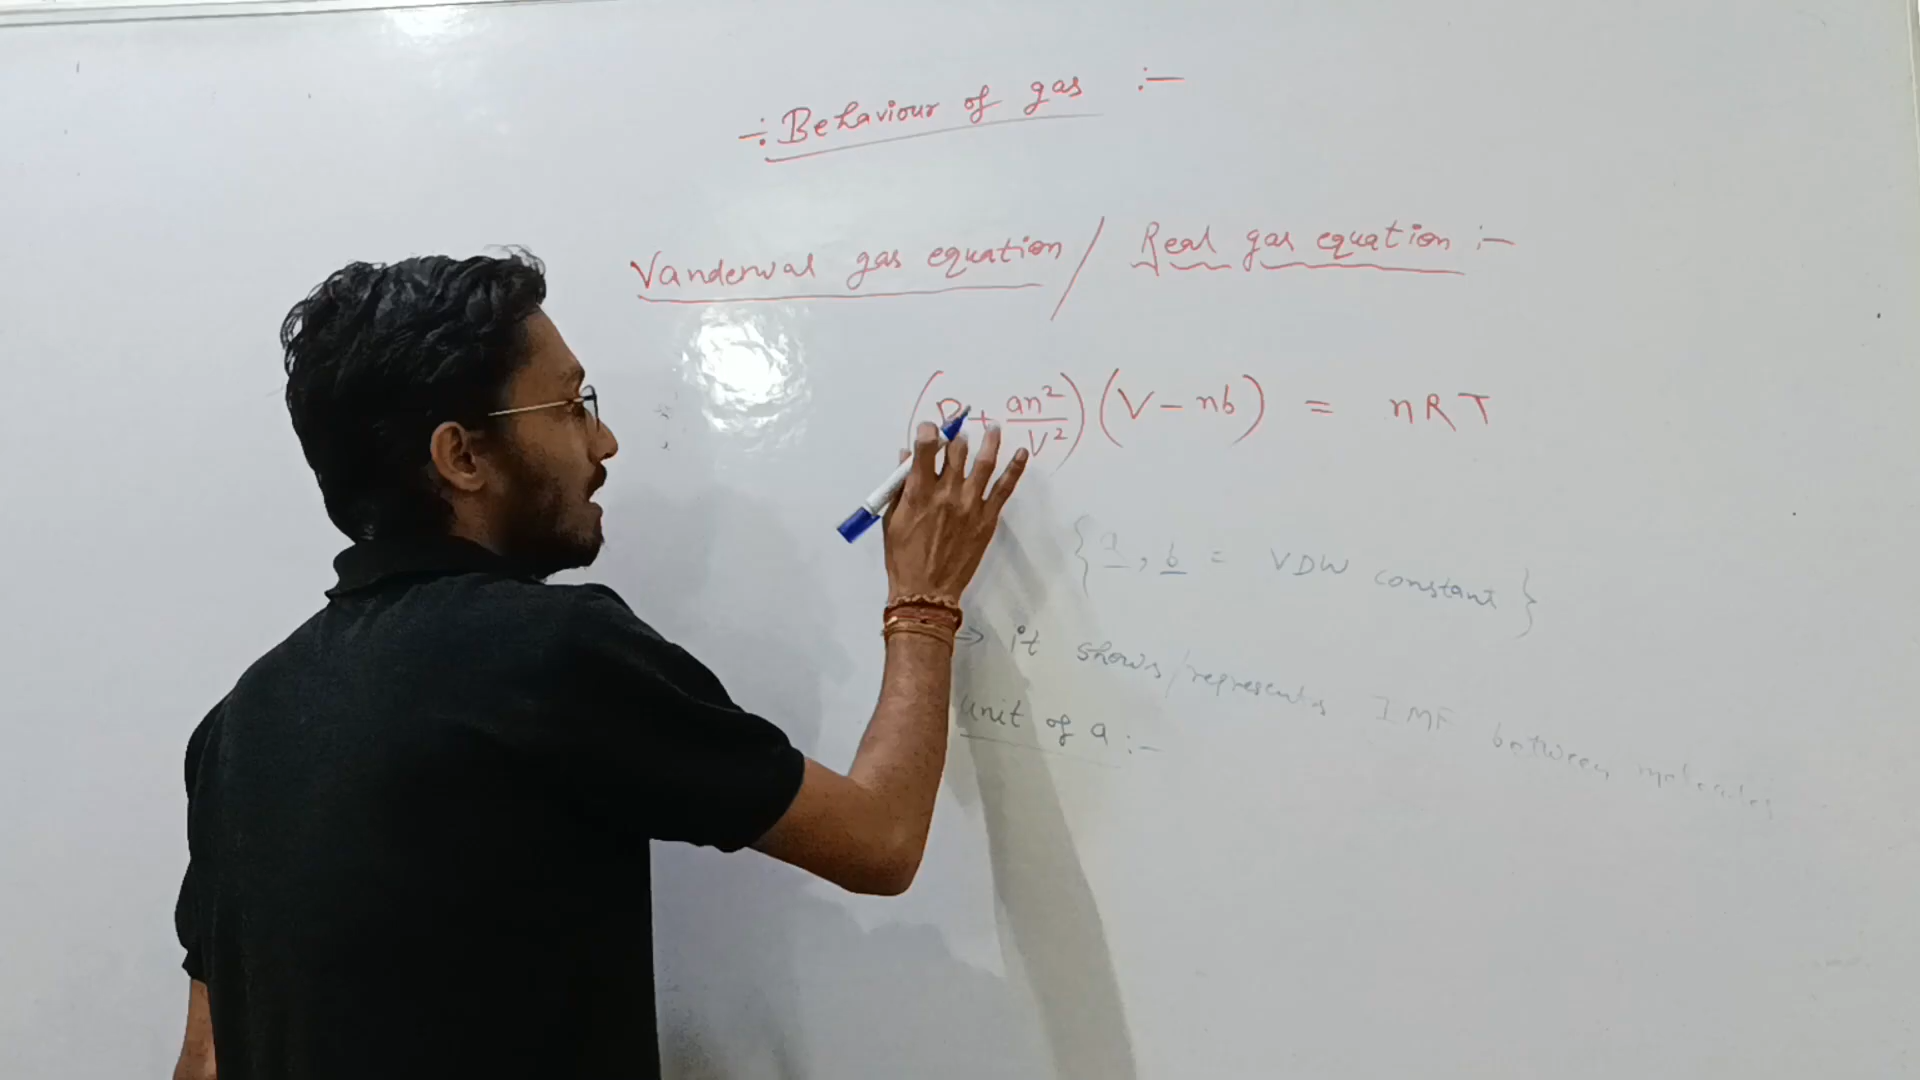 ÷ Behaviour of gas :-
Vanderwal gas equation / Real gas equation :-
(P + an²/V²) (V - nb) = nRT
{a, b = VDW constant}
⇒ it shows/represents IMF between molecules
unit of a :-